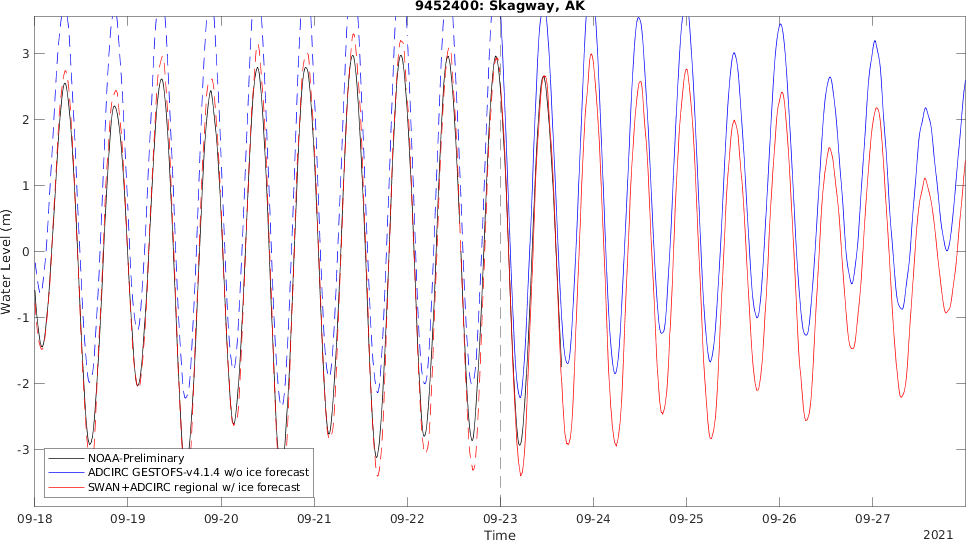 9452400: Skagway, AK
Water Level (m)
3
2
1
0
-1
-2
-3
NOAA-Preliminary
ADCIRC GESTOFS-v4.1.4 w/o ice forecast
SWAN+ADCIRC regional w/ ice forecast
09-18 09-19 09-20 09-21 09-22 09-23 09-24 09-25 09-26 09-27
Time
2021